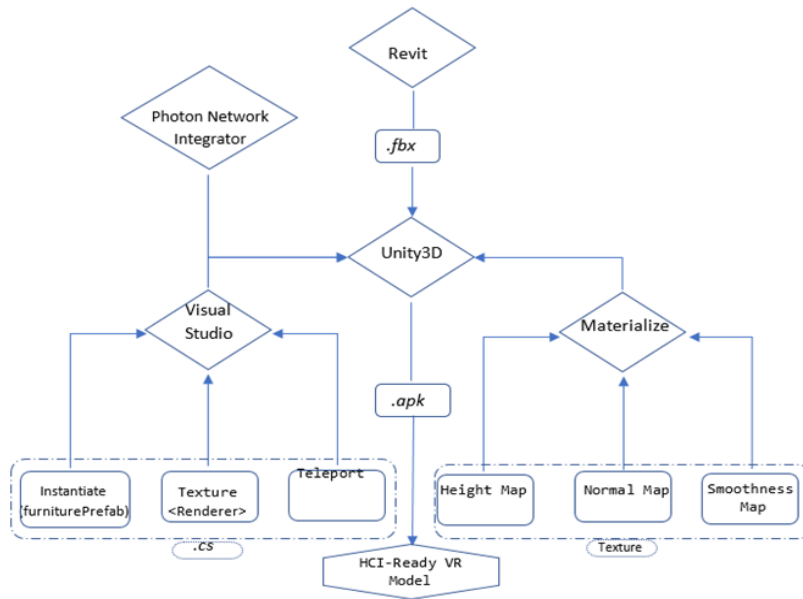 Revit
Photon Network
Integrator
.fbx
Unity3D
Visual
Studio
Materialize
.apk
Instantiate
(furniturePrefab)
Texture
<Renderer>
Teleport
Height Map
Normal Map
Smoothness
Map
.cs
Texture
HCI-Ready VR
Model